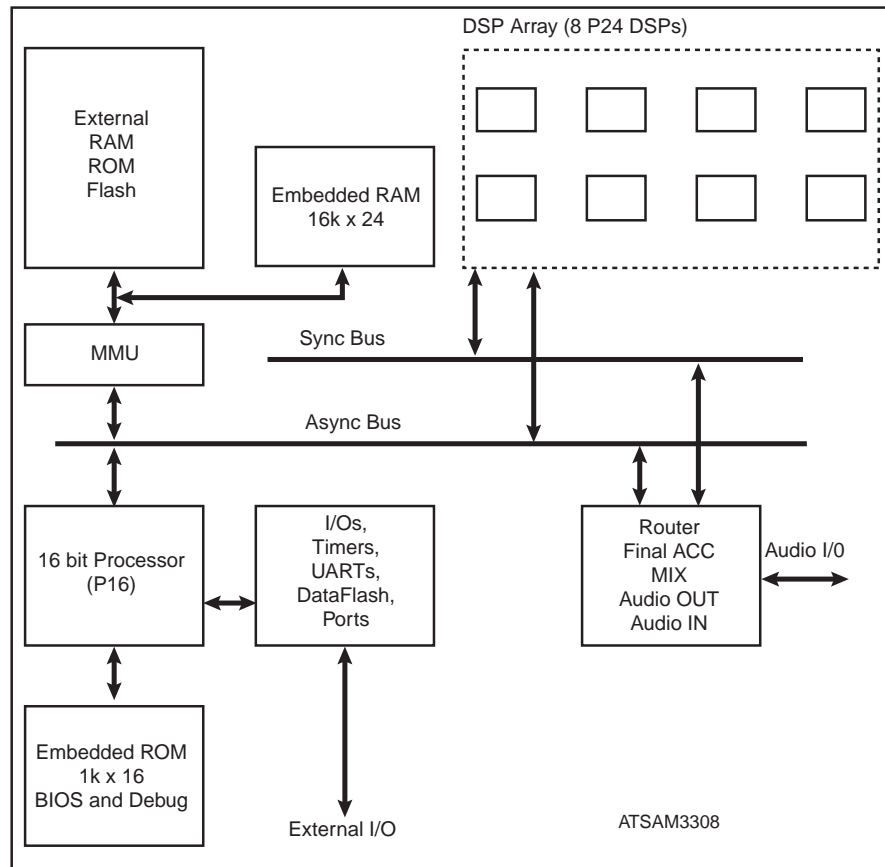 DSP Array (8 P24 DSPs)
External
RAM
ROM
Flash
Embedded RAM
16k x 24
MMU
Sync Bus
Async Bus
16 bit Processor
(P16)
I/Os,
Timers,
UARTs,
DataFlash,
Ports
Router
Final ACC
MIX
Audio OUT
Audio IN
Audio I/0
Embedded ROM
1k x 16
BIOS and Debug
External I/O
ATSAM3308